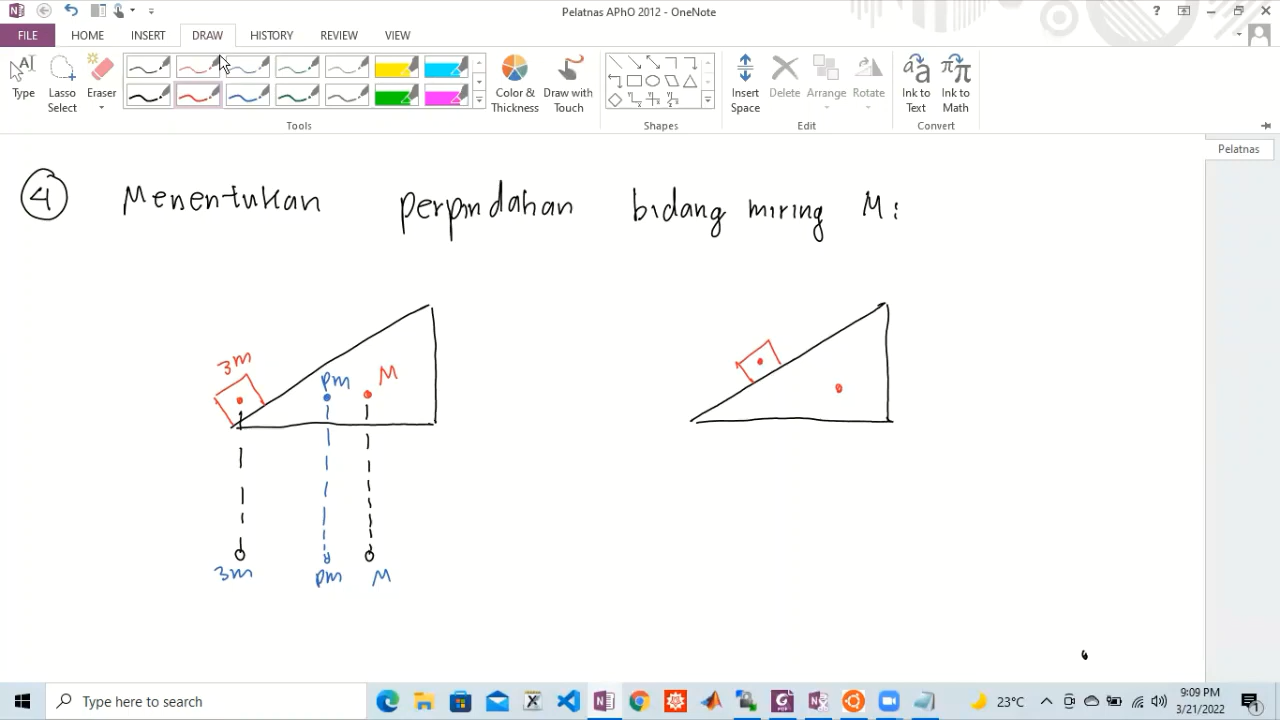 Pelatnas APhO 2012 - OneNote
?
FILE HOME INSERT DRAW HISTORY REVIEW VIEW
Type
Lasso Select
Eraser
Color & Thickness
Draw with Touch
Insert Space
Delete
Arrange
Rotate
Ink to Text
Ink to Math
Tools
Shapes
Edit
Convert
Pelatnas
4 Menentukan perpindahan bidang miring M:
3m
pm
M
3m
pm
M
Type here to search
23°C
9:09 PM
3/21/2022